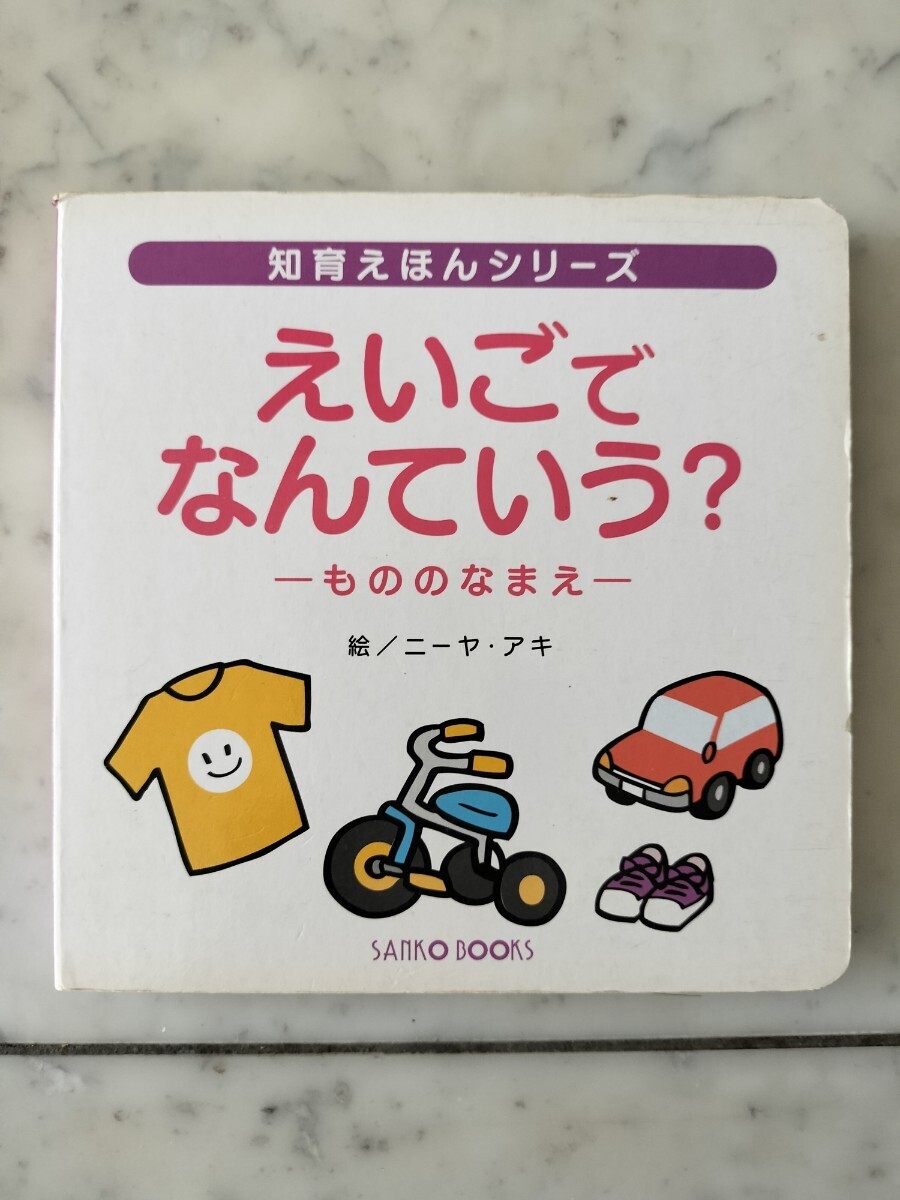 知育えほんシリーズ
えいごで
なんていう?
―もののなまえ―
絵/ニーヤ・アキ
SANKO BOOKS